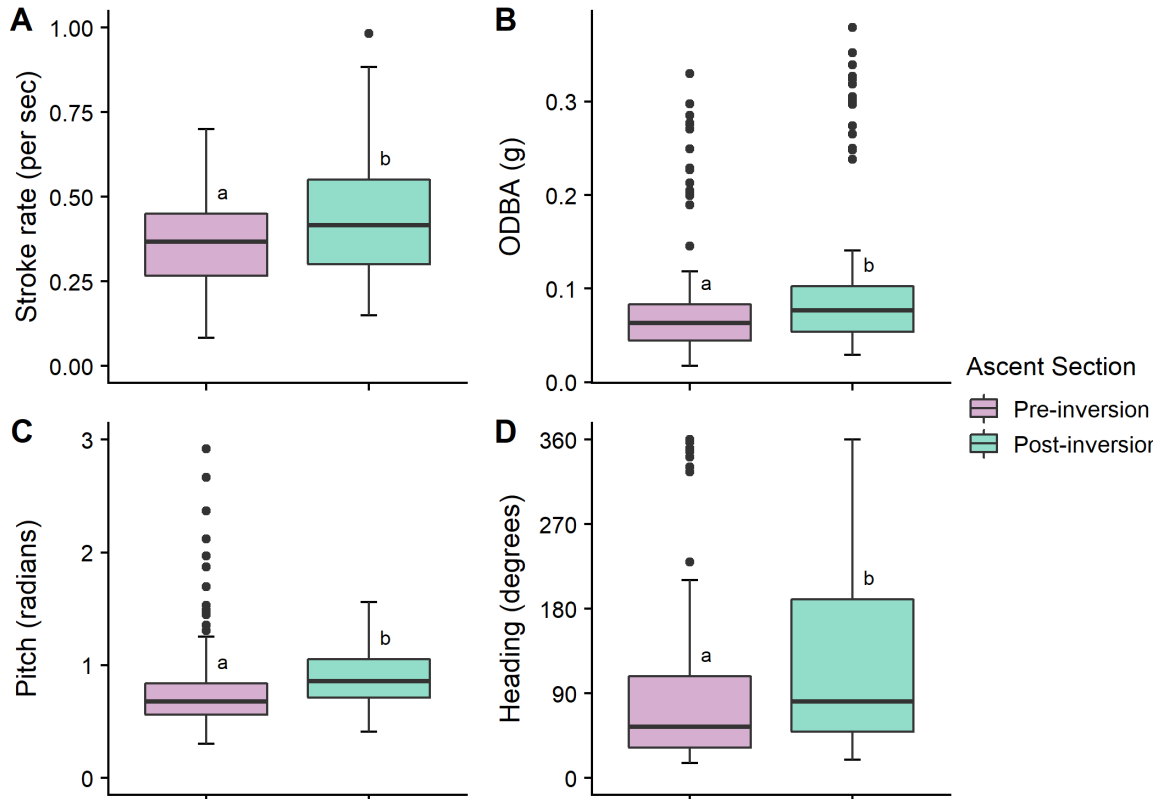 A
Stroke rate (per sec)
1.00
0.75
0.50
0.25
0.00
a
b
B
ODBA (g)
0.3
0.2
0.1
0.0
a
b
C
Pitch (radians)
3
2
1
0
a
b
D
Heading (degrees)
360
270
180
90
0
a
b
Ascent Section
Pre-inversion
Post-inversion